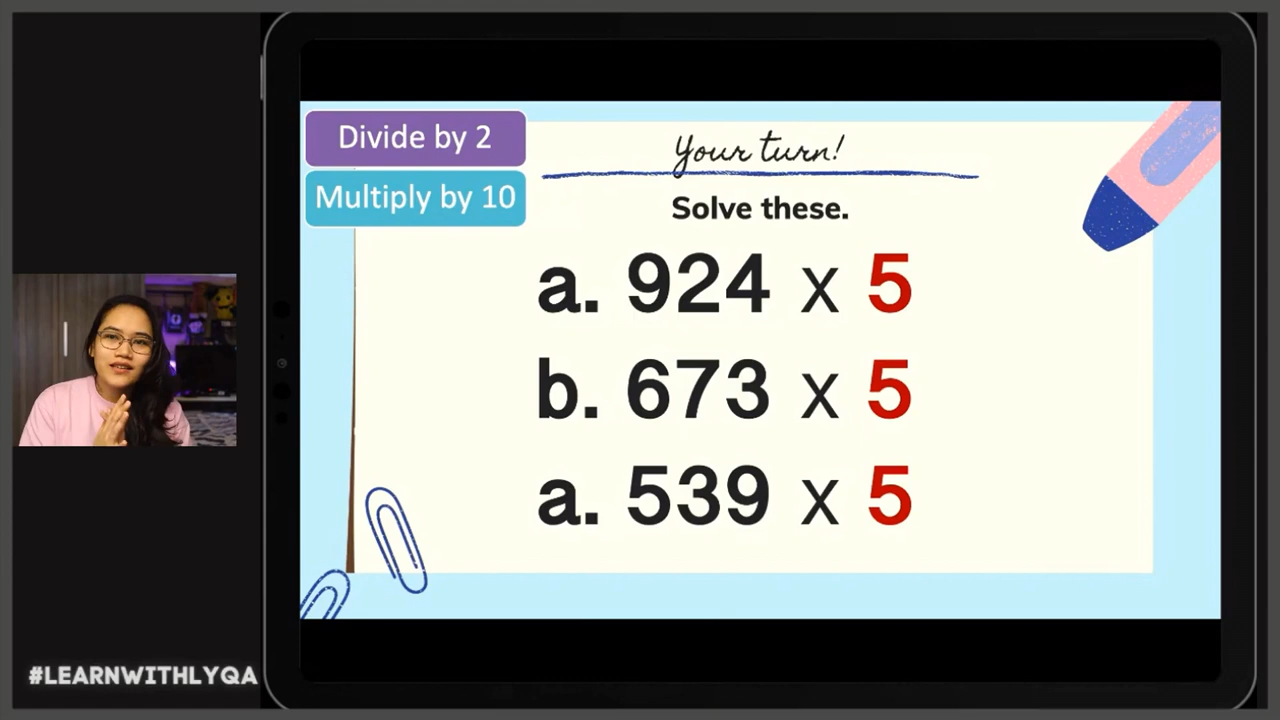 Divide by 2
Multiply by 10
Your turn!
Solve these.
a. 924 x 5
b. 673 x 5
a. 539 x 5
#LEARNWITHLYQA